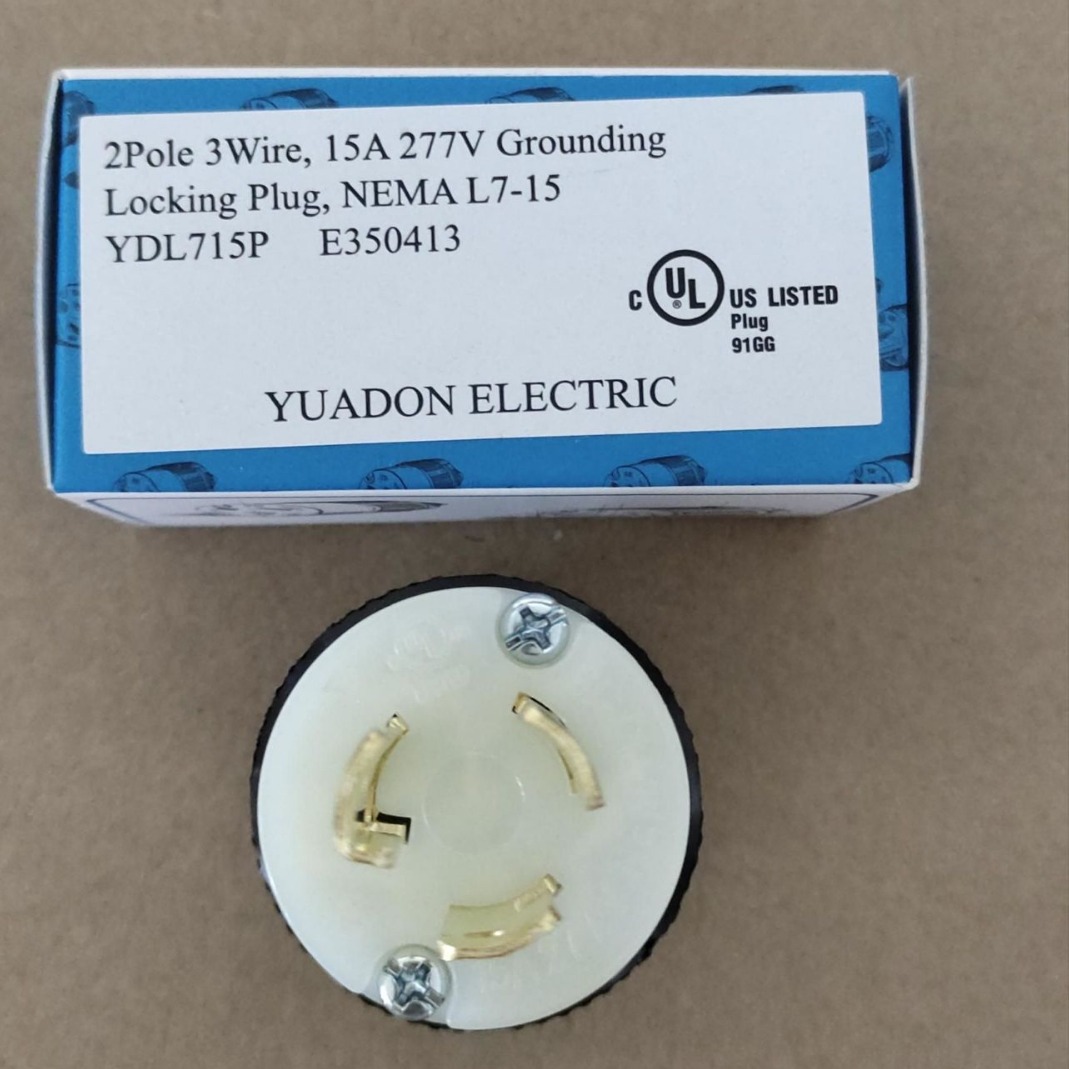 2Pole 3Wire, 15A 277V Grounding
Locking Plug, NEMA L7-15
YDL715P E350413
C UL® US LISTED
Plug
91GG
YUADON ELECTRIC